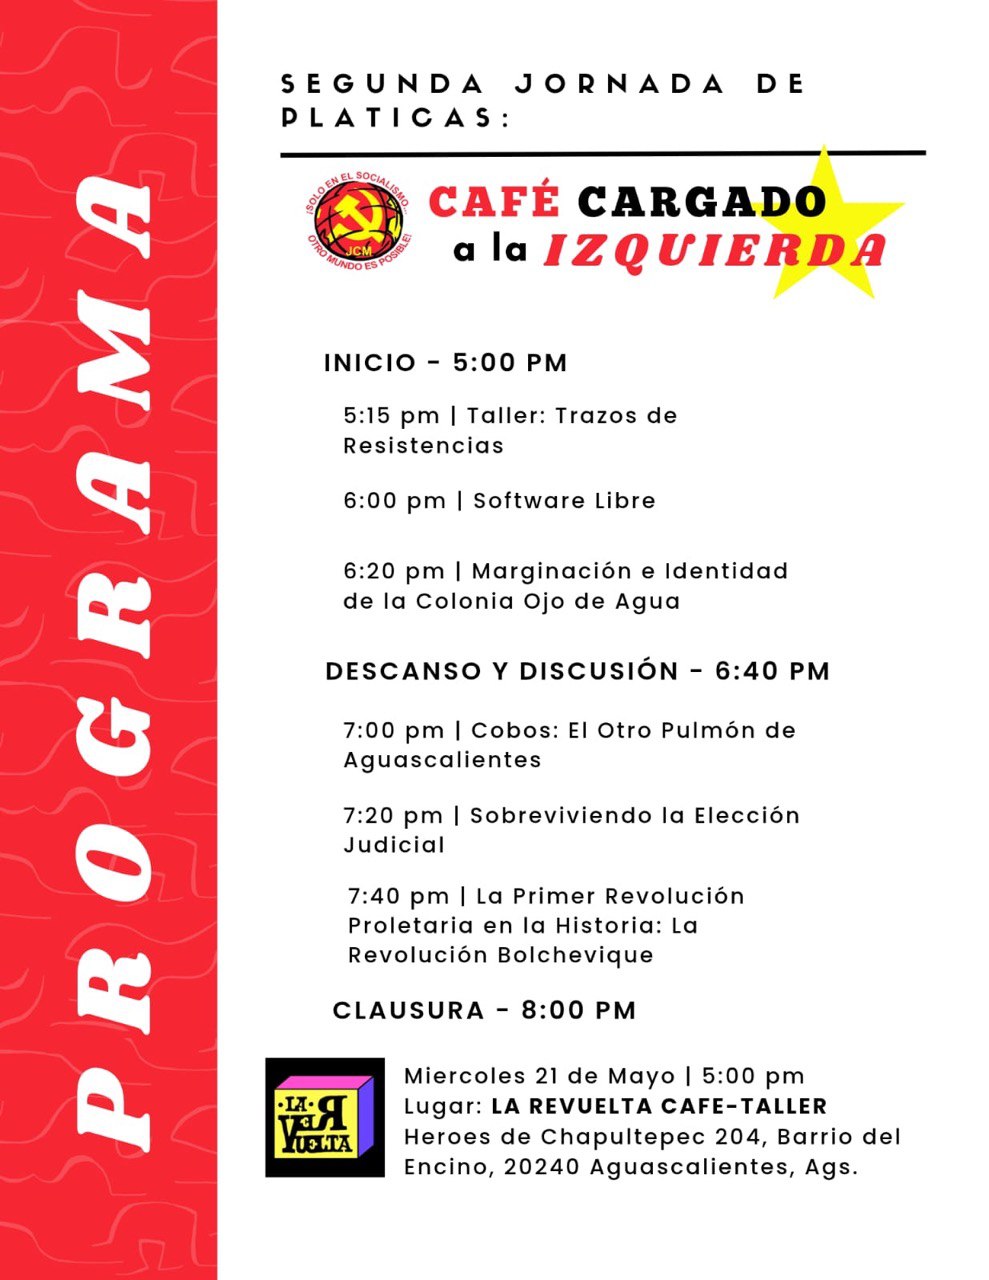 PROGRAMA
SEGUNDA JORNADA DE
PLATICAS:
¡SOLO EN EL SOCIALISMO...
JCM
OTRO MUNDO ES POSIBLE!
CAFÉ CARGADO
a la IZQUIERDA
INICIO - 5:00 PM
5:15 pm | Taller: Trazos de
Resistencias
6:00 pm | Software Libre
6:20 pm | Marginación e Identidad
de la Colonia Ojo de Agua
DESCANSO Y DISCUSIÓN - 6:40 PM
7:00 pm | Cobos: El Otro Pulmón de
Aguascalientes
7:20 pm | Sobreviviendo la Elección
Judicial
7:40 pm | La Primer Revolución
Proletaria en la Historia: La
Revolución Bolchevique
CLAUSURA - 8:00 PM
·LA·
REVUELTA
Miercoles 21 de Mayo | 5:00 pm
Lugar: LA REVUELTA CAFE-TALLER
Heroes de Chapultepec 204, Barrio del
Encino, 20240 Aguascalientes, Ags.